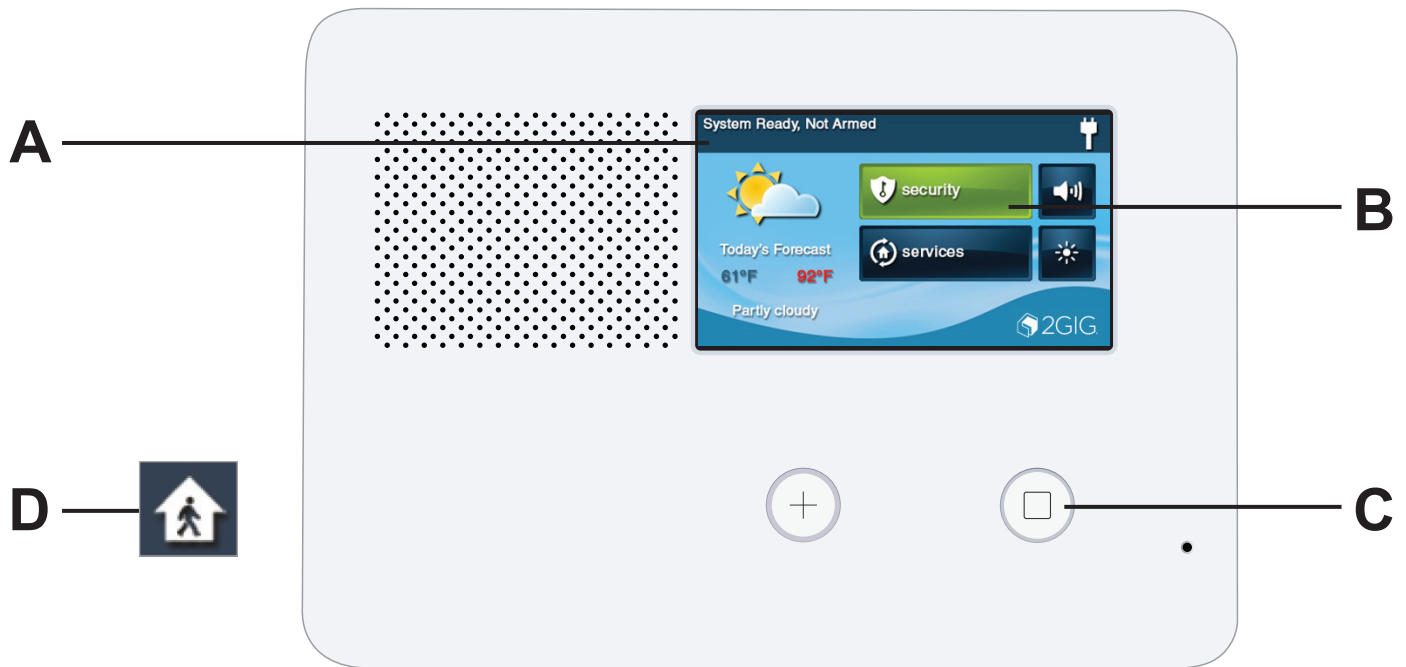 A
System Ready, Not Armed
security
B
Today's Forecast
services
61°F 92°F
Partly cloudy
2GIG
D
C